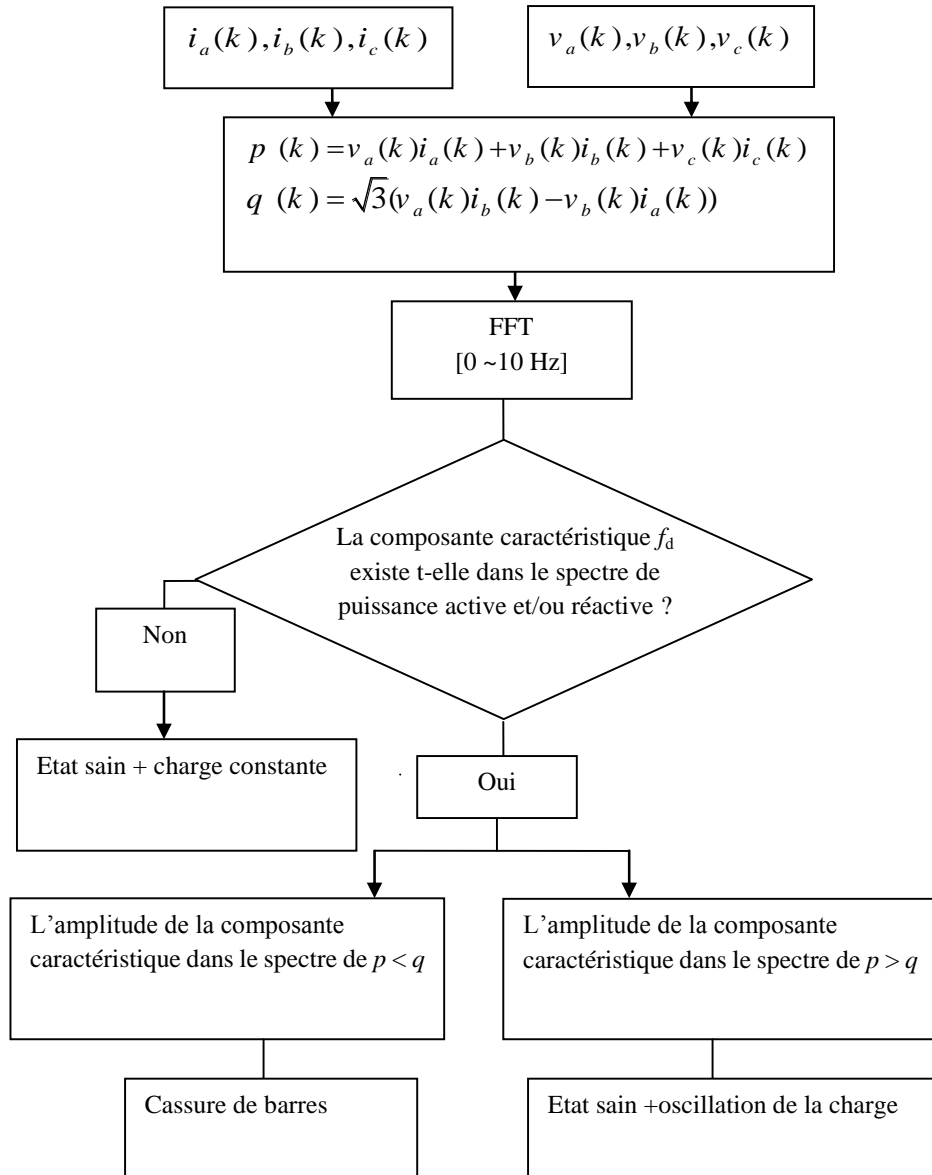 i_a(k), i_b(k), i_c(k)
v_a(k), v_b(k), v_c(k)
p (k) = v_a(k)i_a(k) + v_b(k)i_b(k) + v_c(k)i_c(k)
q (k) = √3(v_a(k)i_b(k) − v_b(k)i_a(k))
FFT
[0 ~10 Hz]
La composante caractéristique f_d
existe t-elle dans le spectre de
puissance active et/ou réactive ?
Non
Etat sain + charge constante
Oui
L’amplitude de la composante
caractéristique dans le spectre de p < q
L’amplitude de la composante
caractéristique dans le spectre de p > q
Cassure de barres
Etat sain +oscillation de la charge